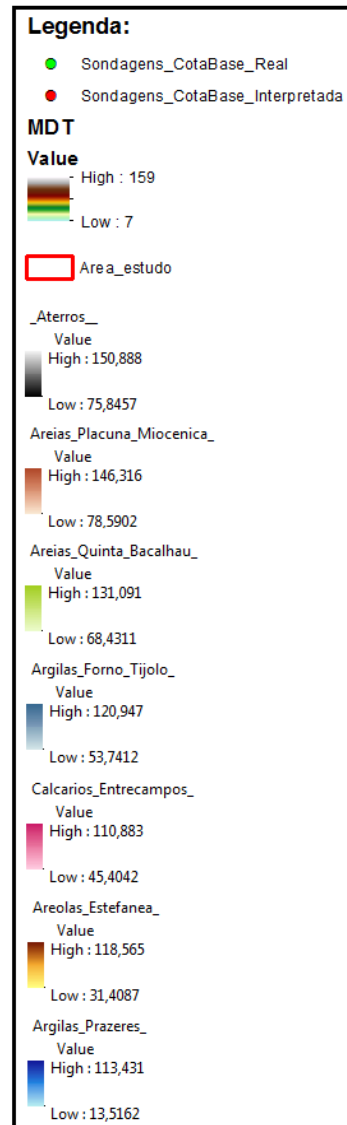 Legenda:
Sondagens_CotaBase_Real
Sondagens_CotaBase_Interpretada
MDT
Value
High : 159
Low : 7
Area_estudo
_Aterros__
Value
High : 150,888
Low : 75,8457
Areias_Placuna_Miocenica_
Value
High : 146,316
Low : 78,5902
Areias_Quinta_Bacalhau_
Value
High : 131,091
Low : 68,4311
Argilas_Forno_Tijolo_
Value
High : 120,947
Low : 53,7412
Calcarios_Entrecampos_
Value
High : 110,883
Low : 45,4042
Areolas_Estefanea_
Value
High : 118,565
Low : 31,4087
Argilas_Prazeres_
Value
High : 113,431
Low : 13,5162